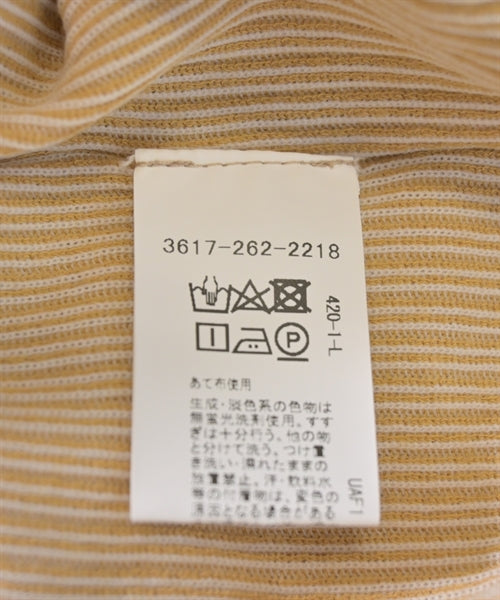 3617-262-2218
420-1-L
あて布使用
生成・淡色系の色物は
無蛍光洗剤使用。すす
ぎは十分行う。他の物
と分けて洗う。つけ置
き洗い・濡れたままの
放置禁止。汗・飲料水
等の付着物は、変色の
原因となる場合がある
UAF1